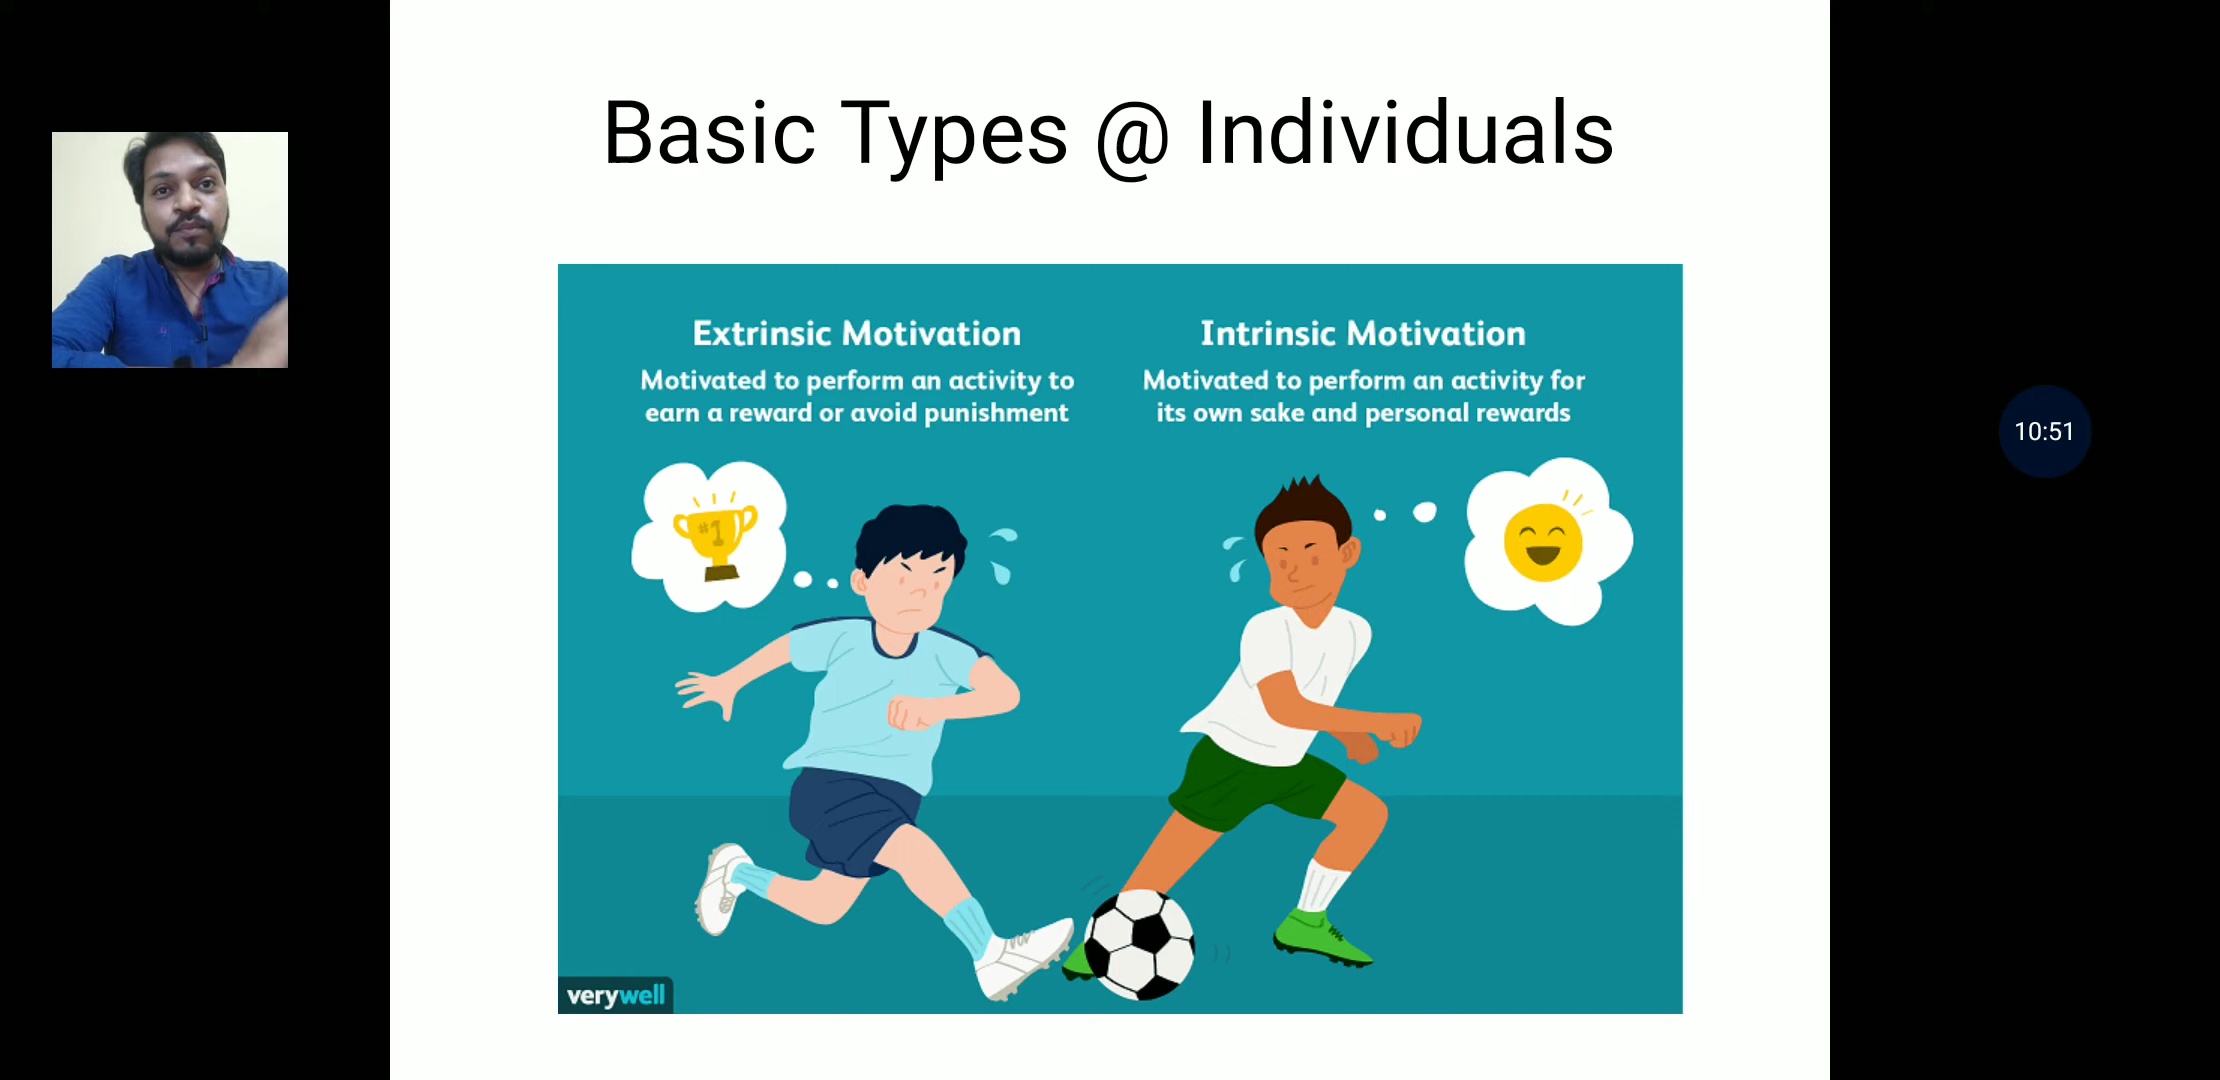 Basic Types @ Individuals
Extrinsic Motivation
Motivated to perform an activity to
earn a reward or avoid punishment
Intrinsic Motivation
Motivated to perform an activity for
its own sake and personal rewards
#1
verywell
10:51